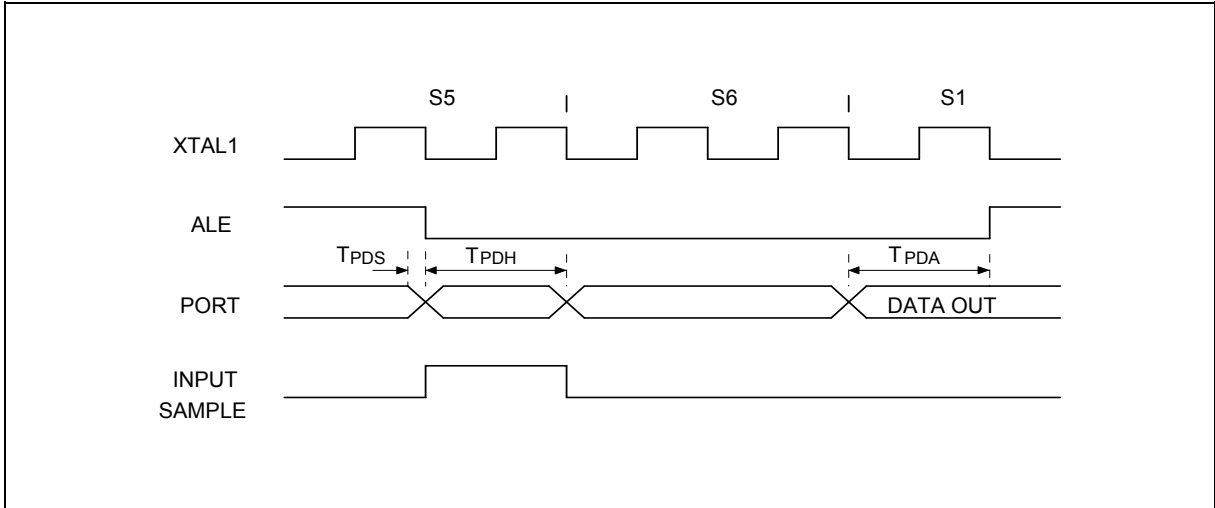 S5 | S6 | S1
XTAL1
ALE
TPDS TPDH TPDA
PORT DATA OUT
INPUT
SAMPLE